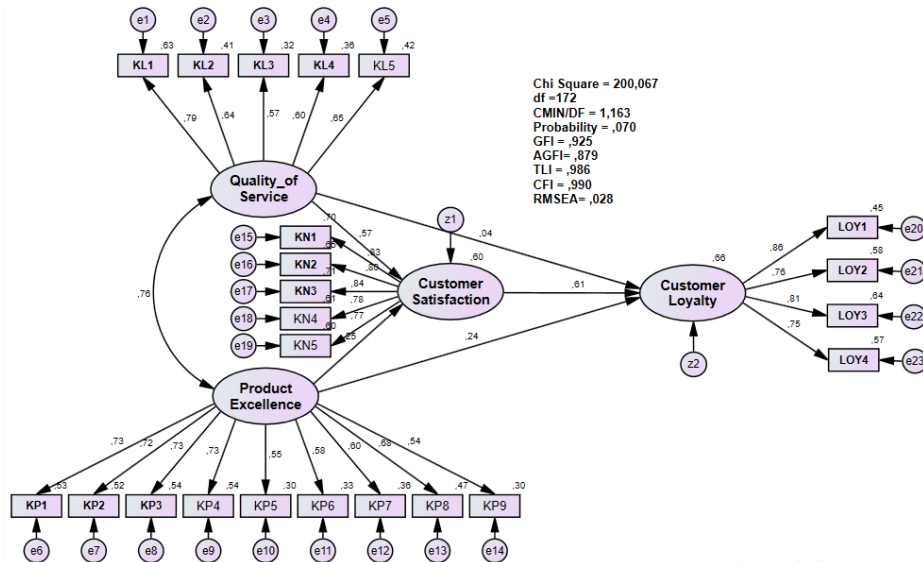 e1 e2 e3 e4 e5
,63 ,41 ,32 ,36 ,42
KL1 KL2 KL3 KL4 KL5
,79 ,64 ,57 ,60 ,65
Chi Square = 200,067
df =172
CMIN/DF = 1,163
Probability = ,070
GFI = ,925
AGFI= ,879
TLI = ,986
CFI = ,990
RMSEA= ,028
Quality_of
Service
,76
e15 KN1 ,70
e16 KN2
e17 KN3 ,71
e18 KN4 ,61
e19 KN5 ,60
,57 ,83
,86
,84
,78
,77
,25
z1
,60
Customer
Satisfaction
,04
,61
,24
,66
Customer
Loyalty
z2
,86 ,76 ,81 ,75
,45
LOY1 e20
,58
LOY2 e21
,64
LOY3 e22
,57
LOY4 e23
Product
Excellence
,73 ,72 ,73 ,73 ,55 ,58 ,60 ,68 ,54
,53 ,52 ,54 ,54 ,30 ,33 ,36 ,47 ,30
KP1 KP2 KP3 KP4 KP5 KP6 KP7 KP8 KP9
e6 e7 e8 e9 e10 e11 e12 e13 e14